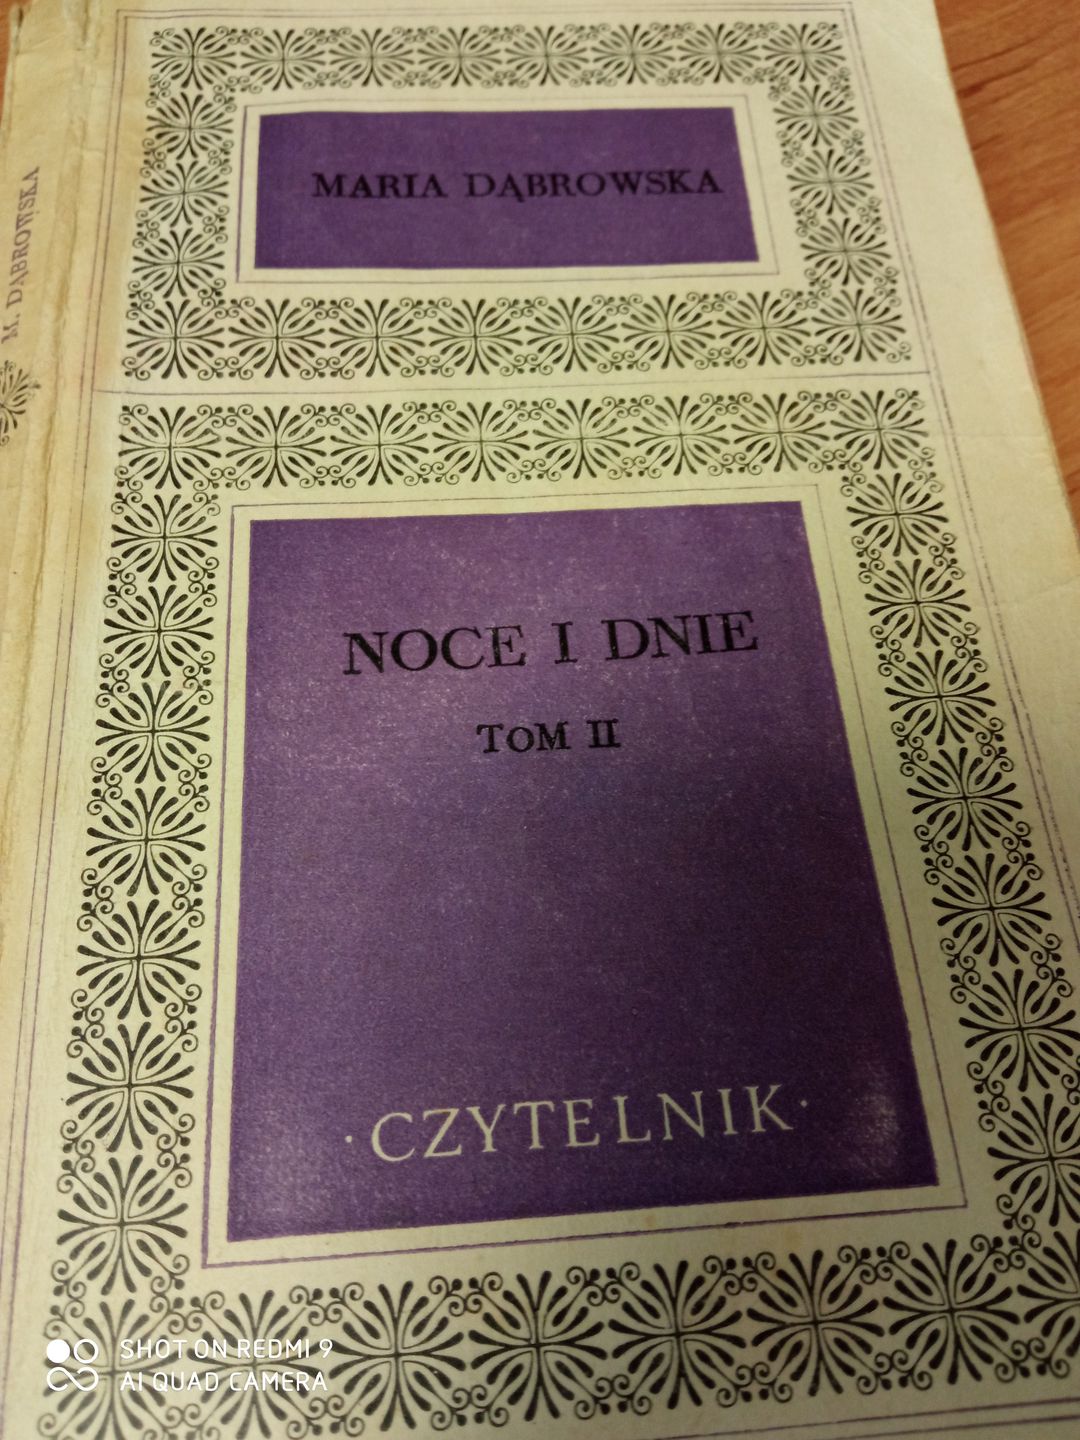 M. DĄBROWSKA
MARIA DĄBROWSKA
NOCE I DNIE
TOM II
·CZYTELNIK·
SHOT ON REDMI 9
AI QUAD CAMERA